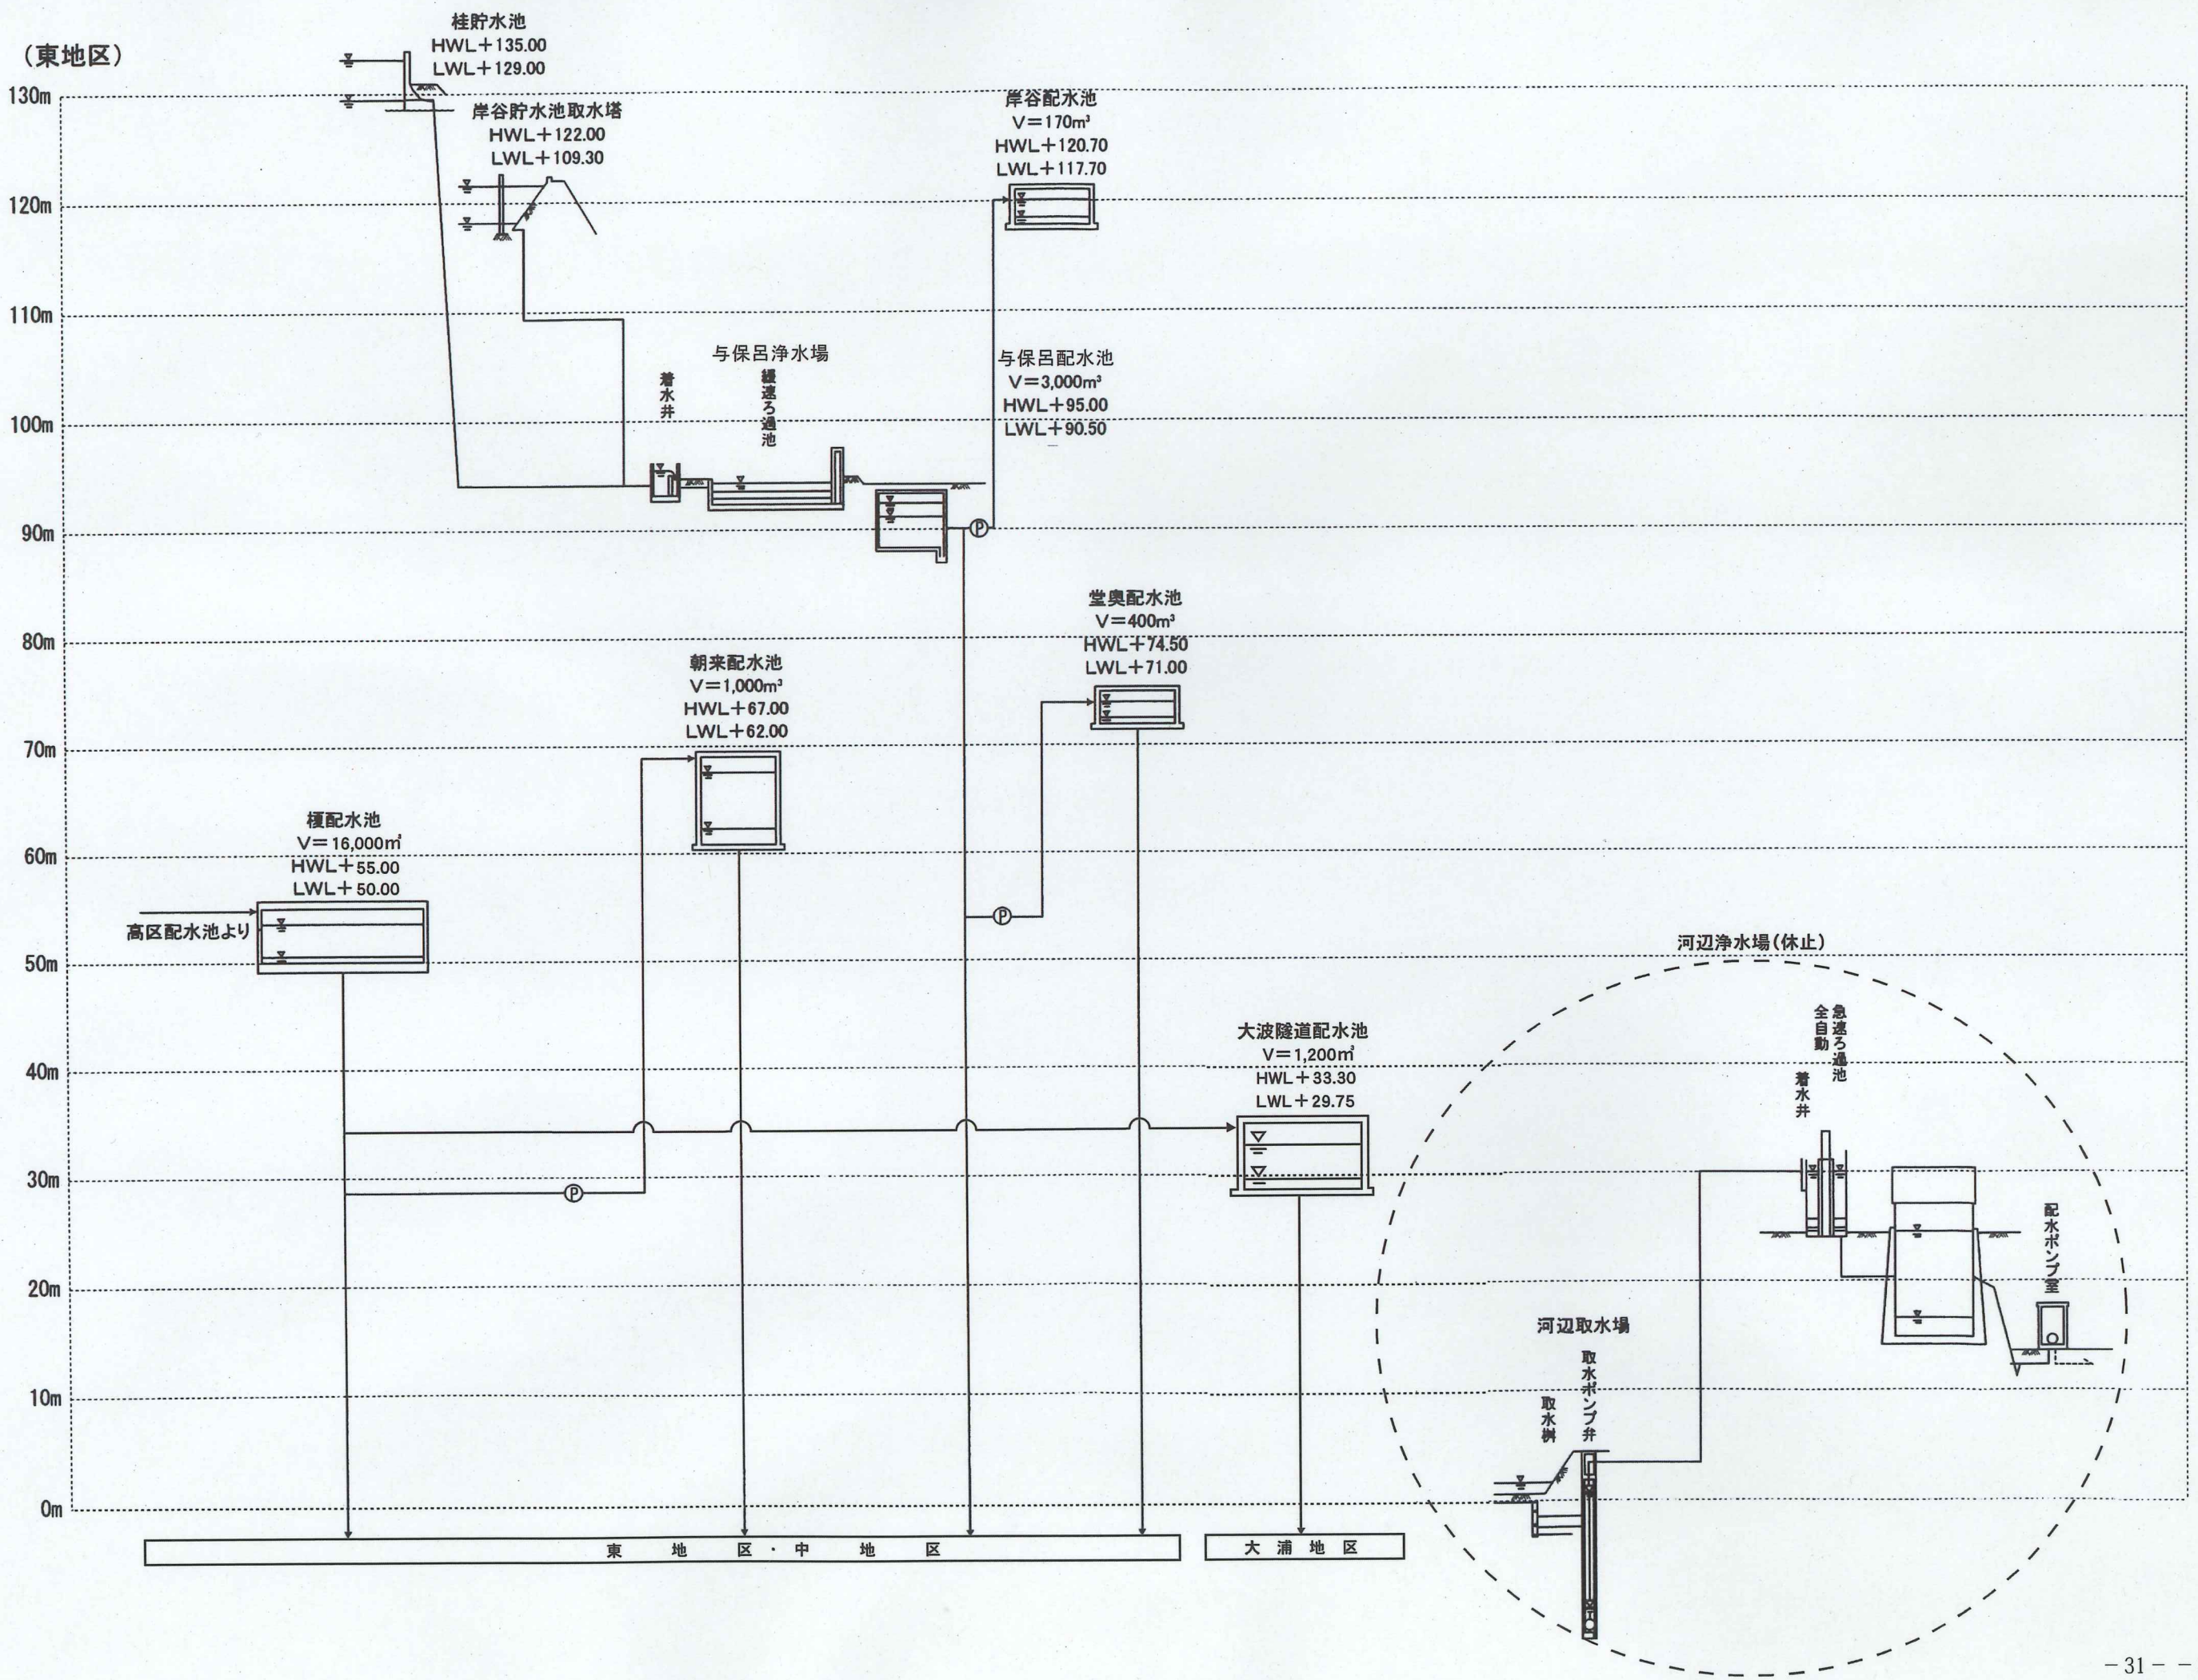 (東地区)
桂貯水池
HWL+135.00
LWL+129.00
130m
岸谷貯水池取水塔
HWL+122.00
LWL+109.30
岸谷配水池
V=170m³
HWL+120.70
LWL+117.70
120m
110m
与保呂浄水場
着水井
緩速ろ過池
与保呂配水池
V=3,000m³
HWL+95.00
LWL+90.50
100m
P
90m
堂奥配水池
V=400m³
HWL+74.50
LWL+71.00
80m
朝来配水池
V=1,000m³
HWL+67.00
LWL+62.00
70m
榎配水池
V=16,000㎥
HWL+55.00
LWL+50.00
60m
高区配水池より
P
50m
河辺浄水場(休止)
急速ろ過池
全自動
着水井
大波隧道配水池
V=1,200㎥
HWL+33.30
LWL+29.75
40m
30m
P
配水ポンプ室
20m
河辺取水場
取水ポンプ弁
取水桝
10m
0m
東地区・中地区
大浦地区
-31- -